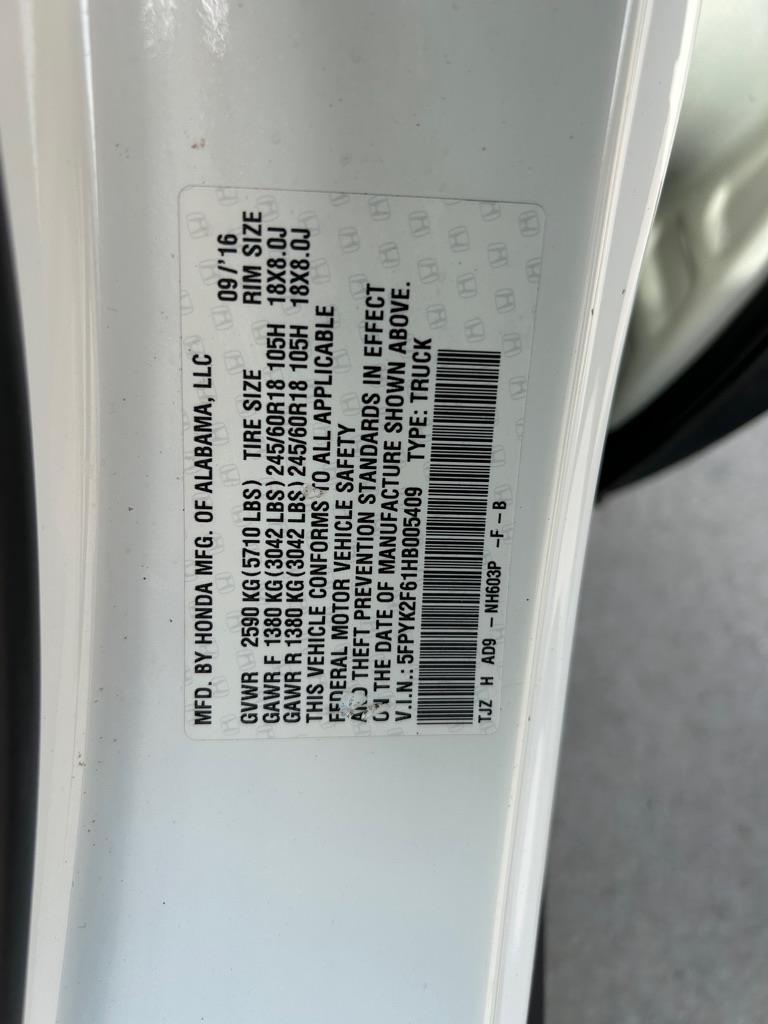 MFD. BY HONDA MFG. OF ALABAMA, LLC 09/'16
GVWR 2590 KG(5710 LBS) TIRE SIZE RIM SIZE
GAWR F 1380 KG(3042 LBS) 245/60R18 105H 18X8.0J
GAWR R 1380 KG(3042 LBS) 245/60R18 105H 18X8.0J
THIS VEHICLE CONFORMS TO ALL APPLICABLE
FEDERAL MOTOR VEHICLE SAFETY
AND THEFT PREVENTION STANDARDS IN EFFECT
ON THE DATE OF MANUFACTURE SHOWN ABOVE.
V.I.N.: 5FPYK2F61HB005409 TYPE: TRUCK
TJZ H AD9 - NH603P -F - B